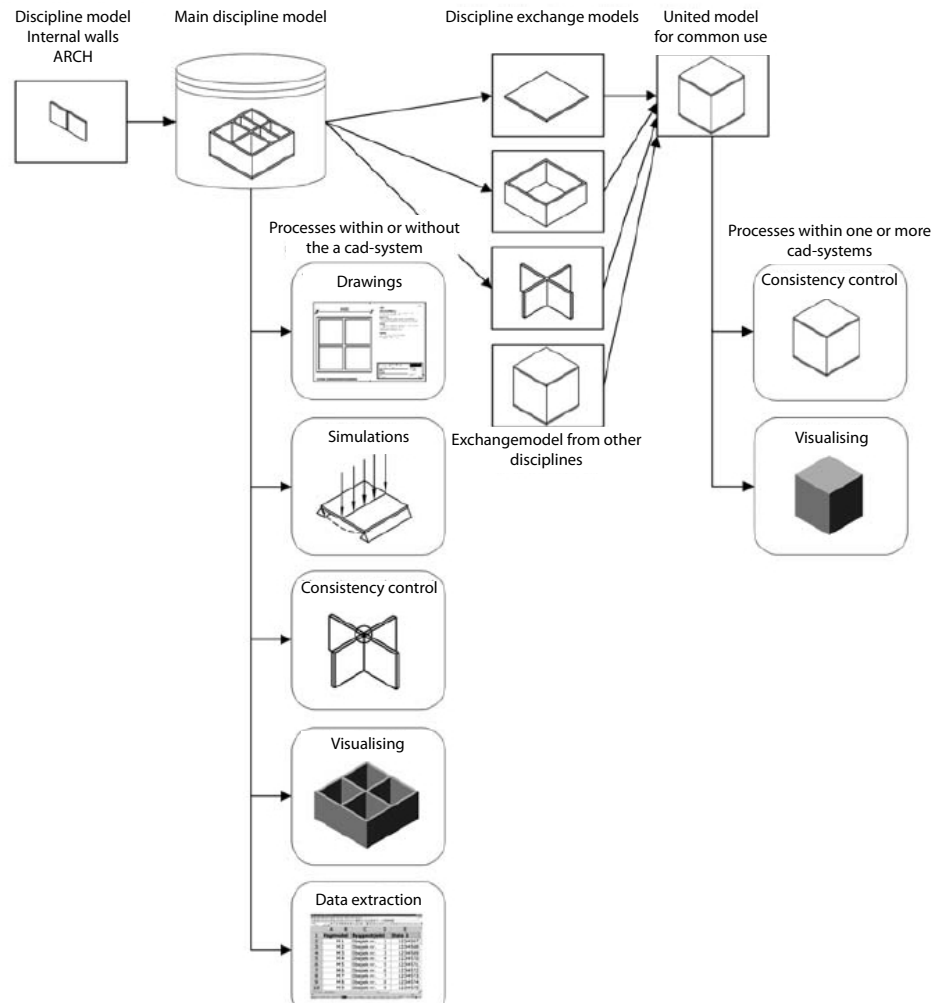 Discipline model
Internal walls
ARCH
Main discipline model
Discipline exchange models
United model
for common use
Processes within or without
the a cad-system
Drawings
Simulations
Consistency control
Visualising
Data extraction
Exchangemodel from other
disciplines
Processes within one or more
cad-systems
Consistency control
Visualising